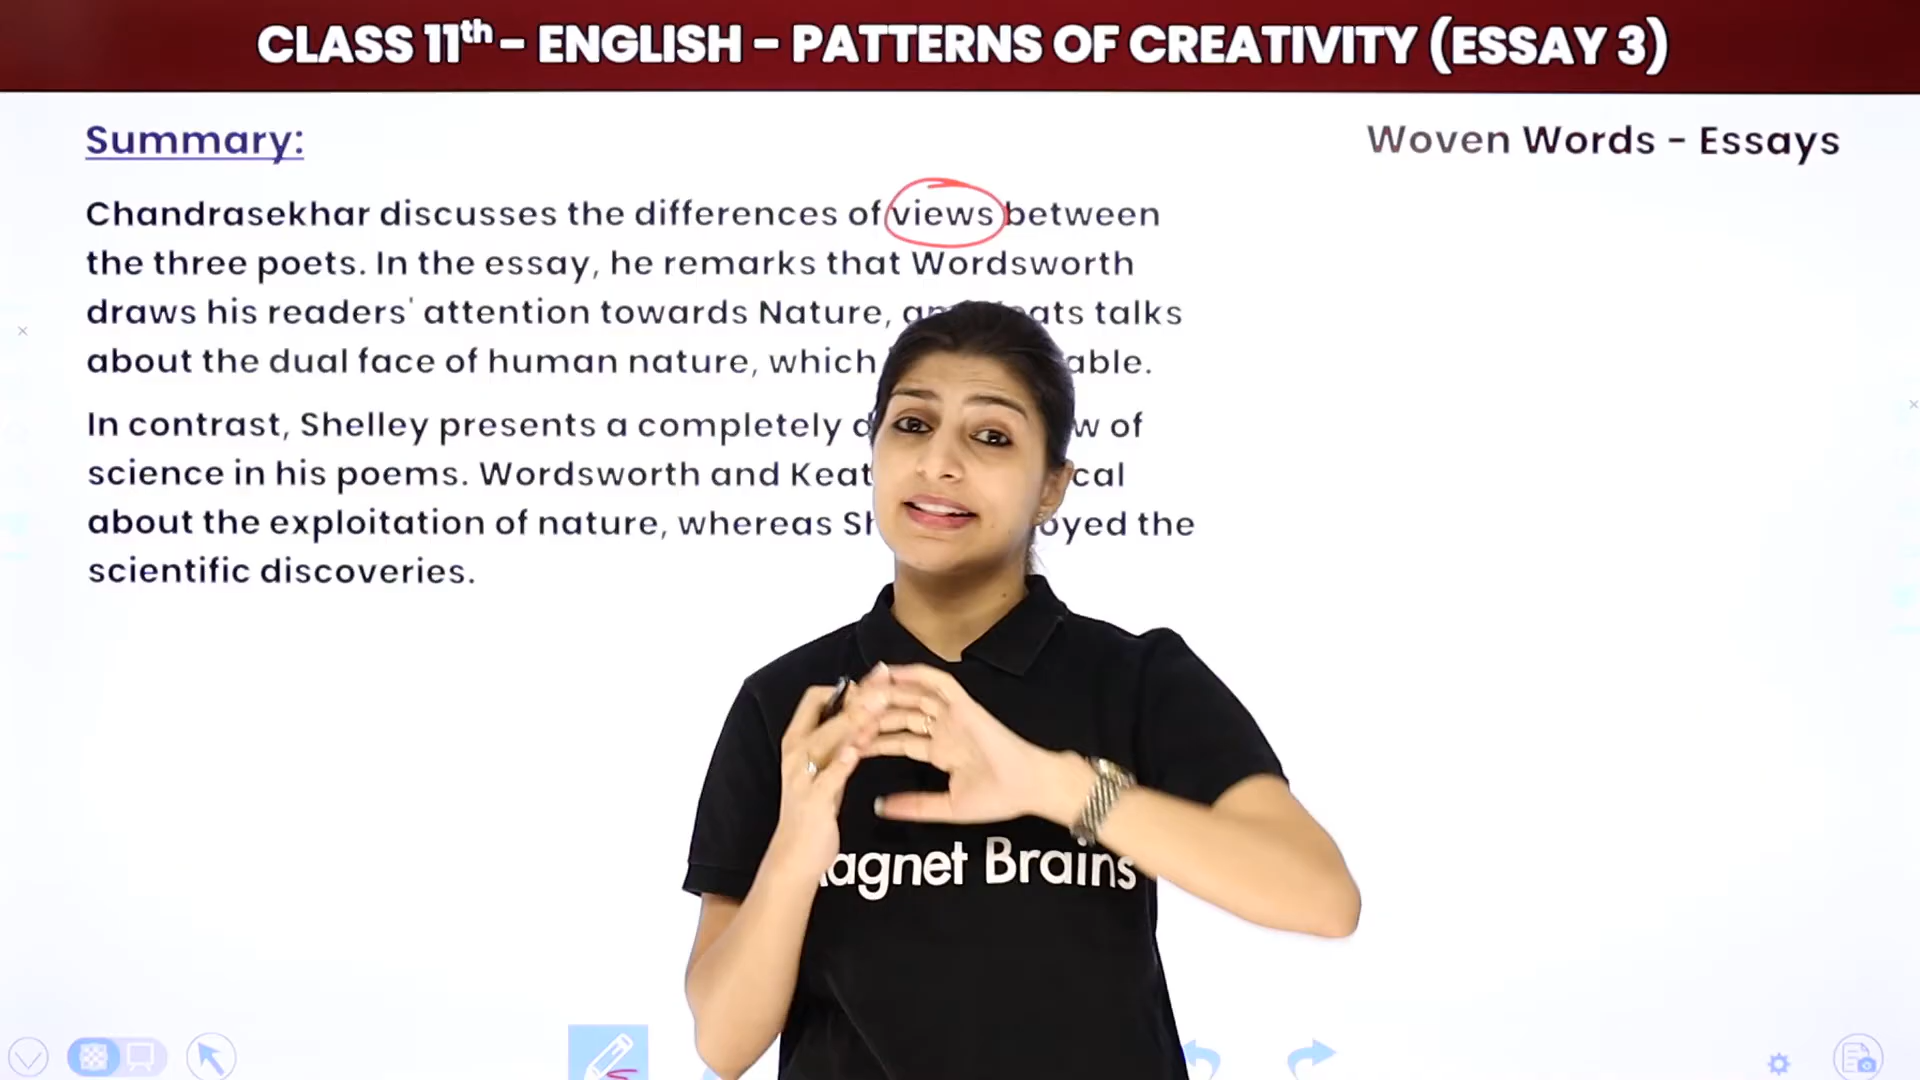 CLASS 11th – ENGLISH – PATTERNS OF CREATIVITY (ESSAY 3)
Summary:
Woven Words - Essays
Chandrasekhar discusses the differences of views between
the three poets. In the essay, he remarks that Wordsworth
draws his readers' attention towards Nature, talks
about the dual face of human nature, which
In contrast, Shelley presents a completely of
science in his poems. Wordsworth and
about the exploitation of nature, whereas the
scientific discoveries.
agnet Brains